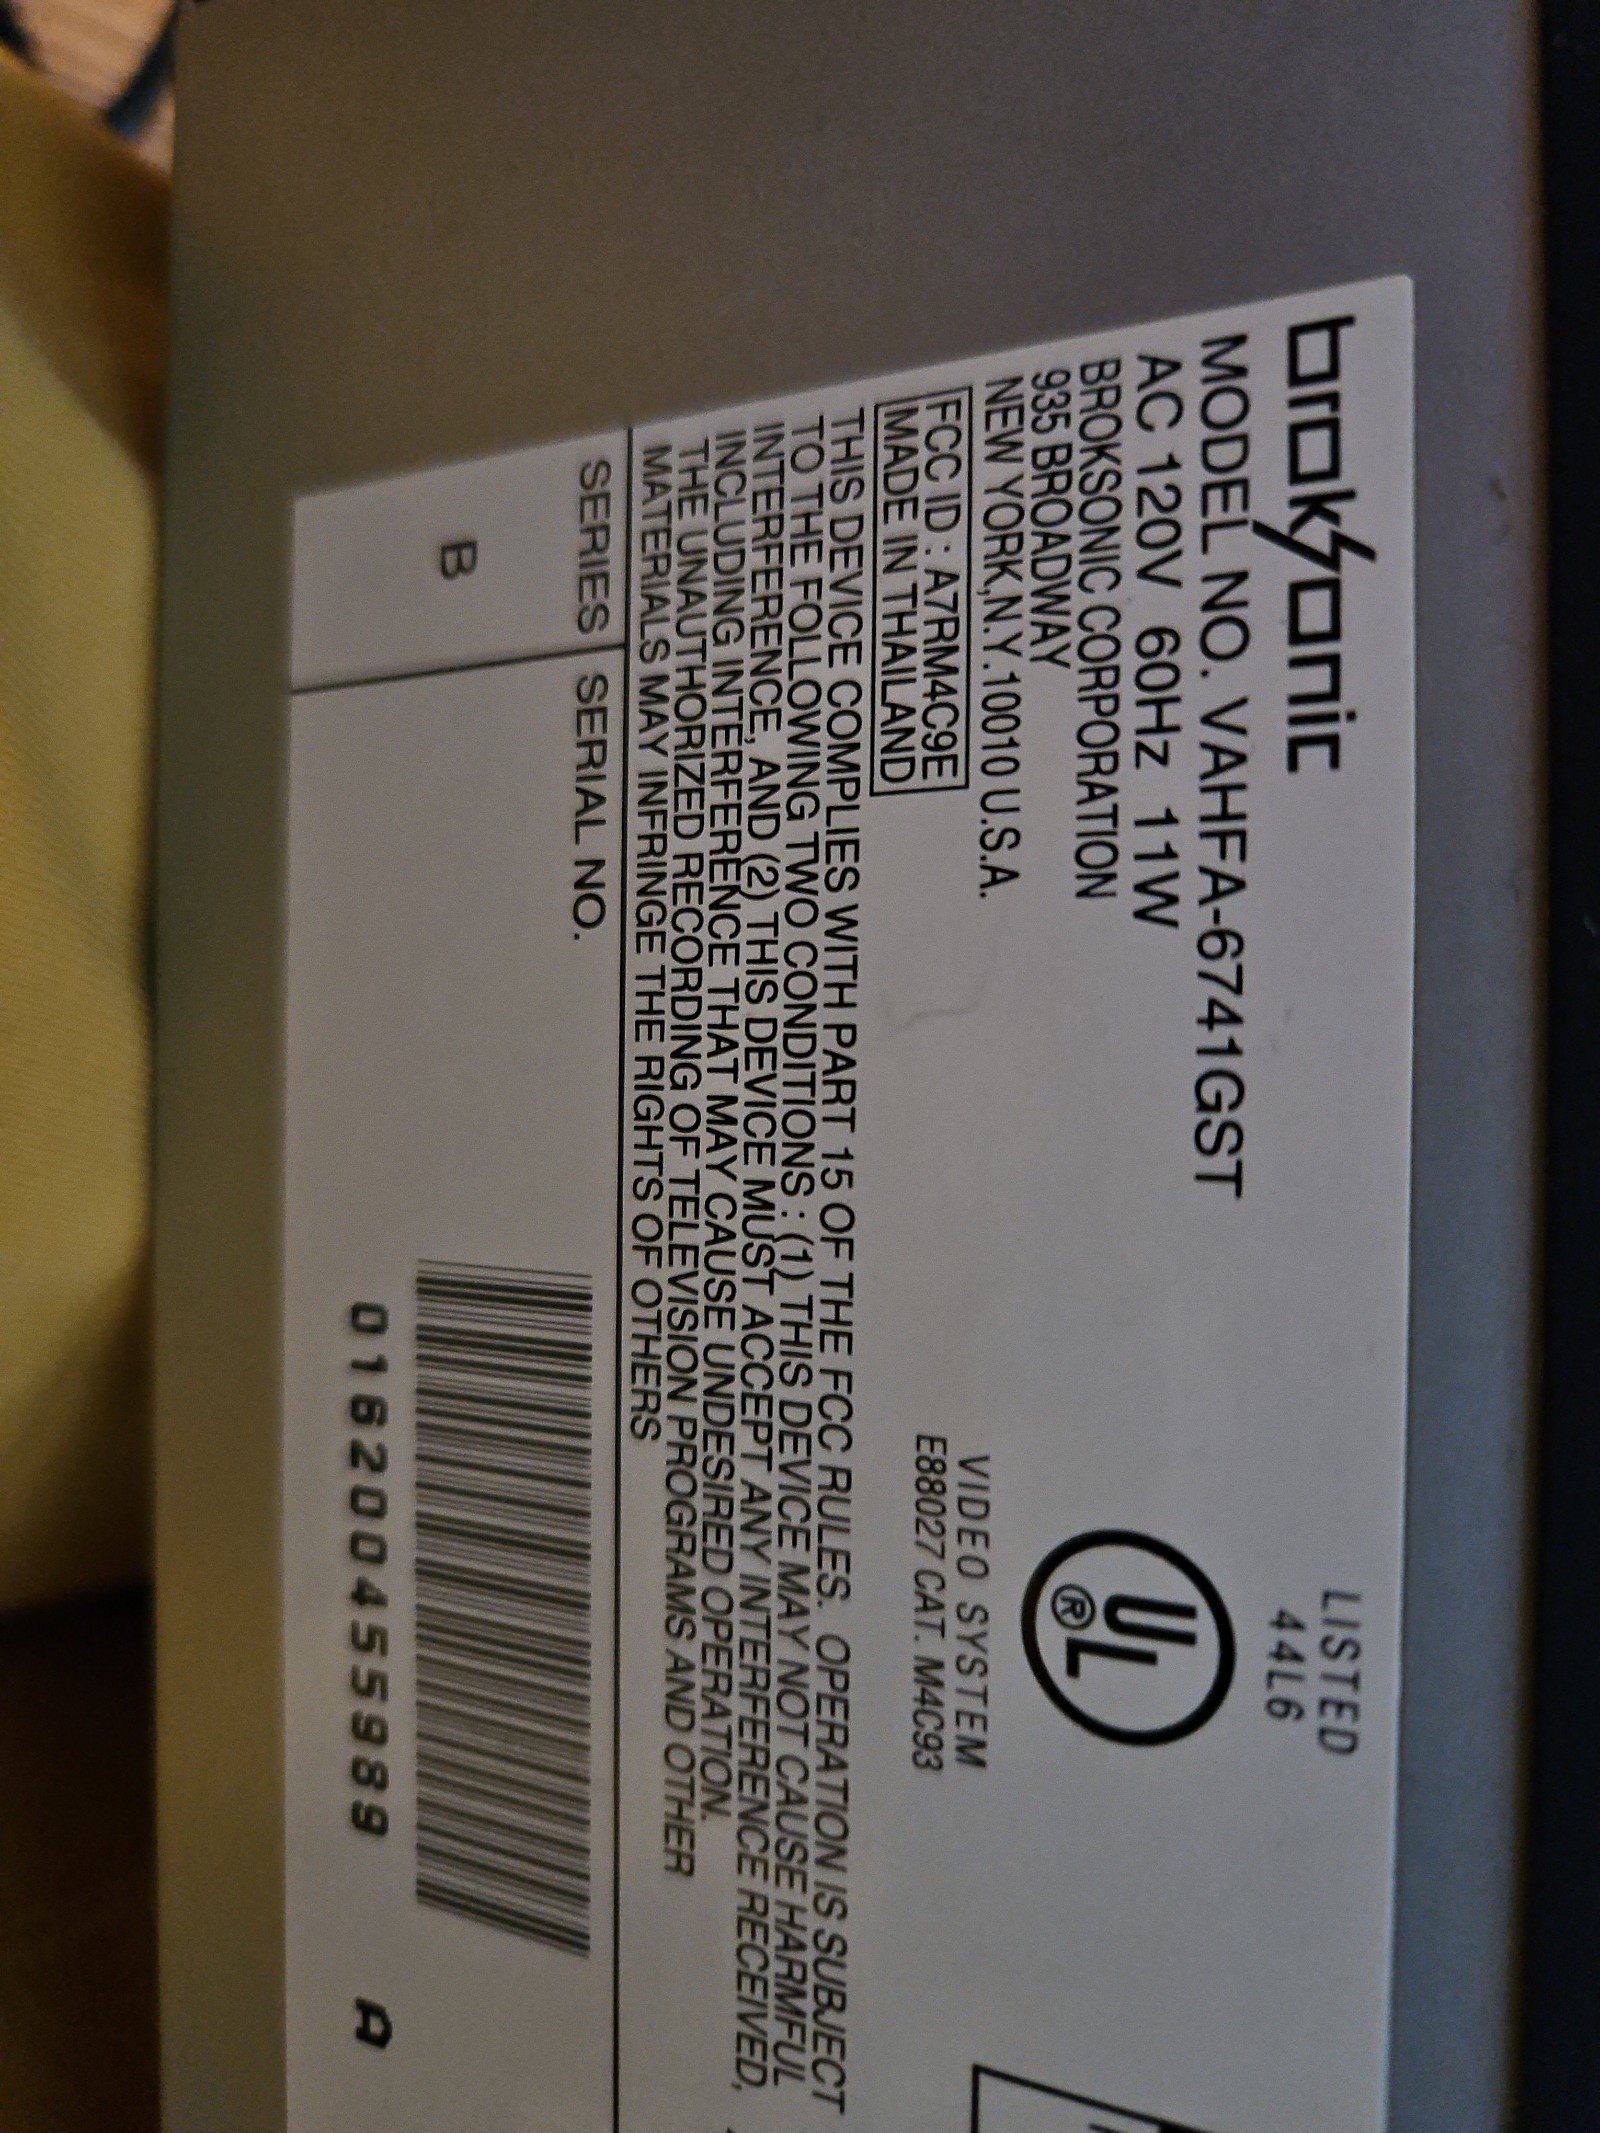 broksonic
MODEL NO. VAHFA-6741GST
AC 120V 60Hz 11W
BROKSONIC CORPORATION
935 BROADWAY
NEW YORK,N.Y.10010 U.S.A.
FCC ID : A7RM4C9E
MADE IN THAILAND
LISTED
44L6
UL
®
VIDEO SYSTEM
E88027 CAT. M4C93
THIS DEVICE COMPLIES WITH PART 15 OF THE FCC RULES. OPERATION IS SUBJECT
TO THE FOLLOWING TWO CONDITIONS : (1) THIS DEVICE MAY NOT CAUSE HARMFUL
INTERFERENCE, AND (2) THIS DEVICE MUST ACCEPT ANY INTERFERENCE RECEIVED,
INCLUDING INTERFERENCE THAT MAY CAUSE UNDESIRED OPERATION.
THE UNAUTHORIZED RECORDING OF TELEVISION PROGRAMS AND OTHER
MATERIALS MAY INFRINGE THE RIGHTS OF OTHERS
SERIES
SERIAL NO.
B
016200455989 A